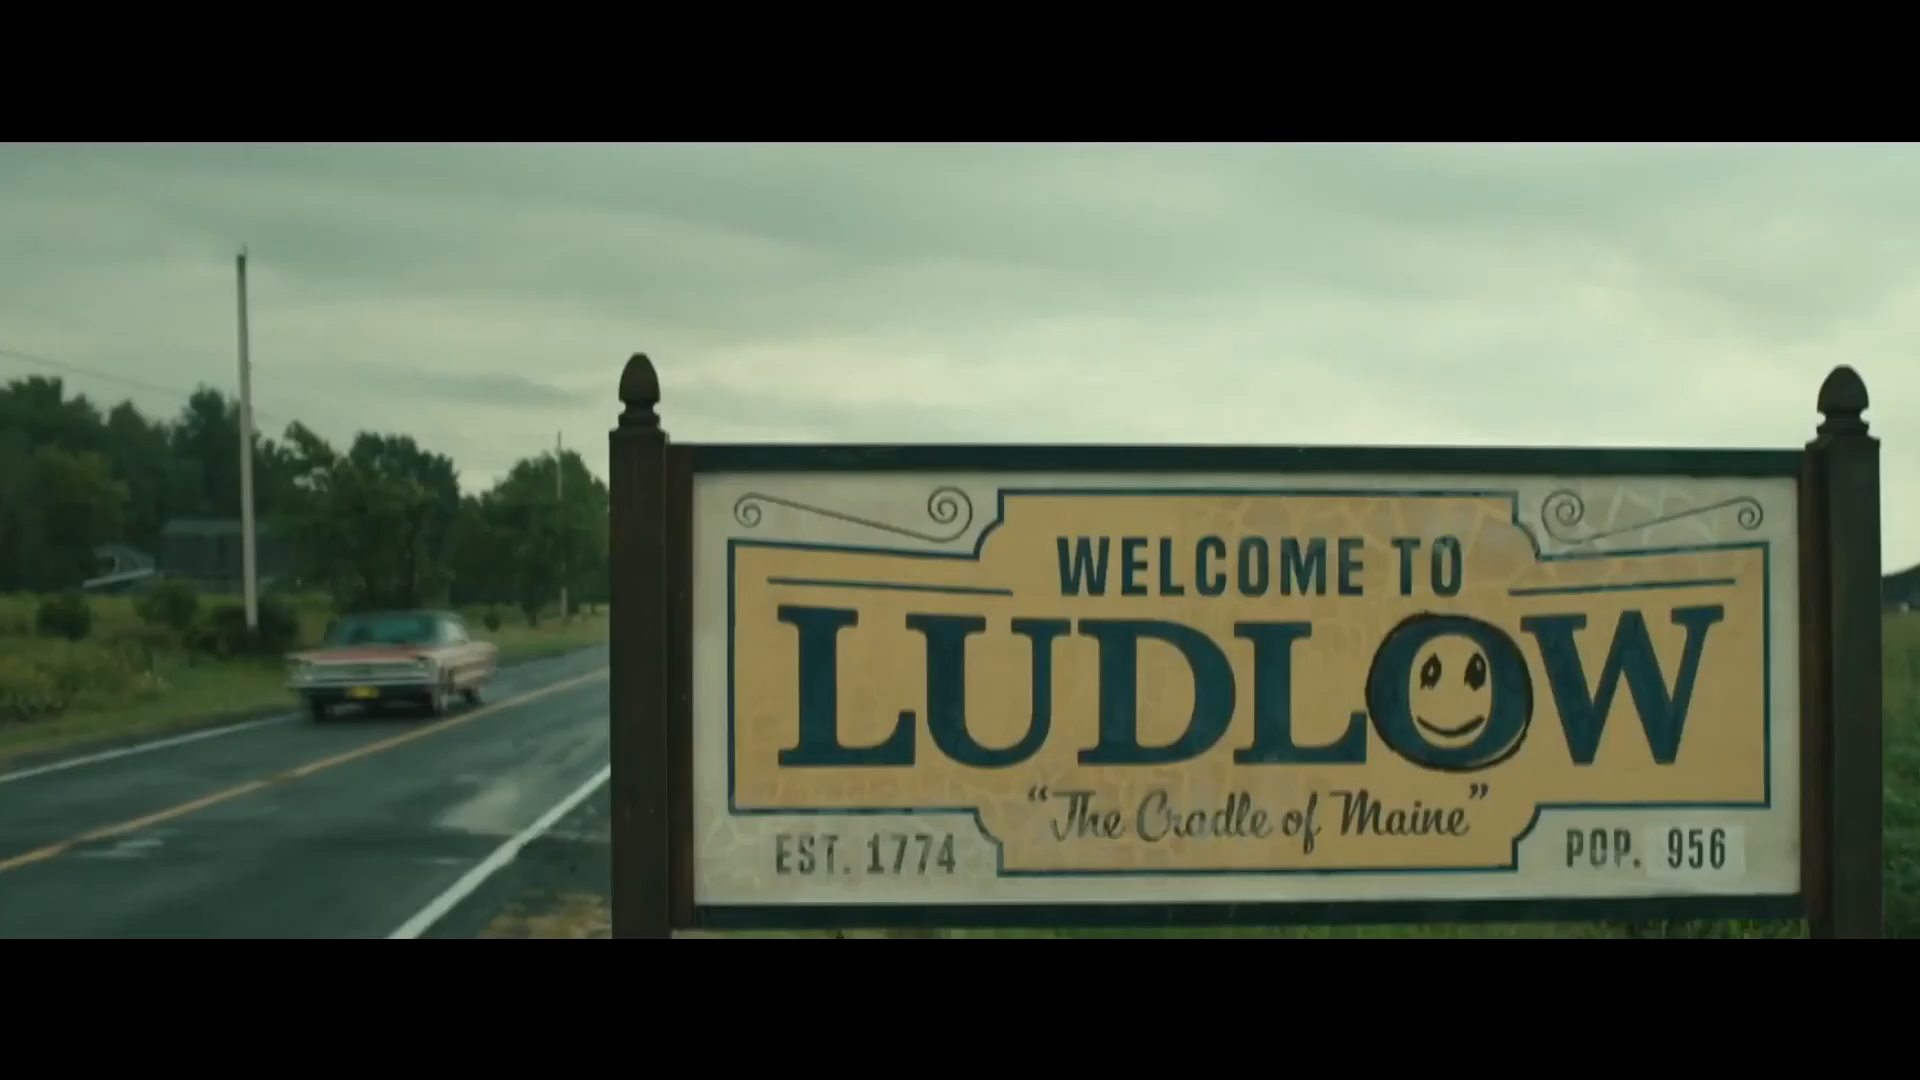 WELCOME TO
LUDLOW
"The Cradle of Maine"
EST. 1774
POP. 956